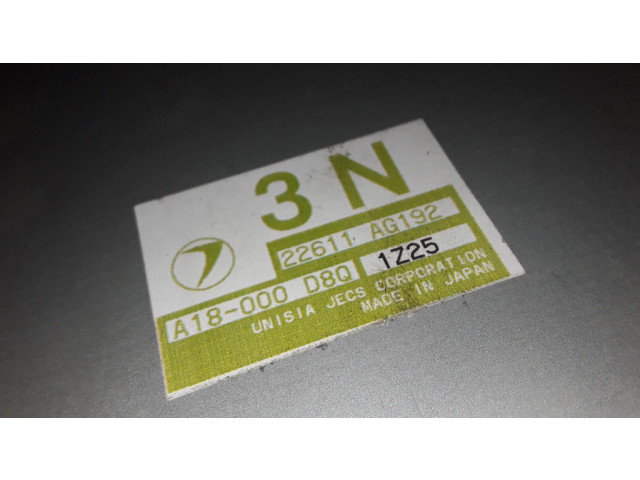 3 N
22611 AG192
A18-000 D8Q 1Z25
UNISIA JECS CORPORATION
MADE IN JAPAN